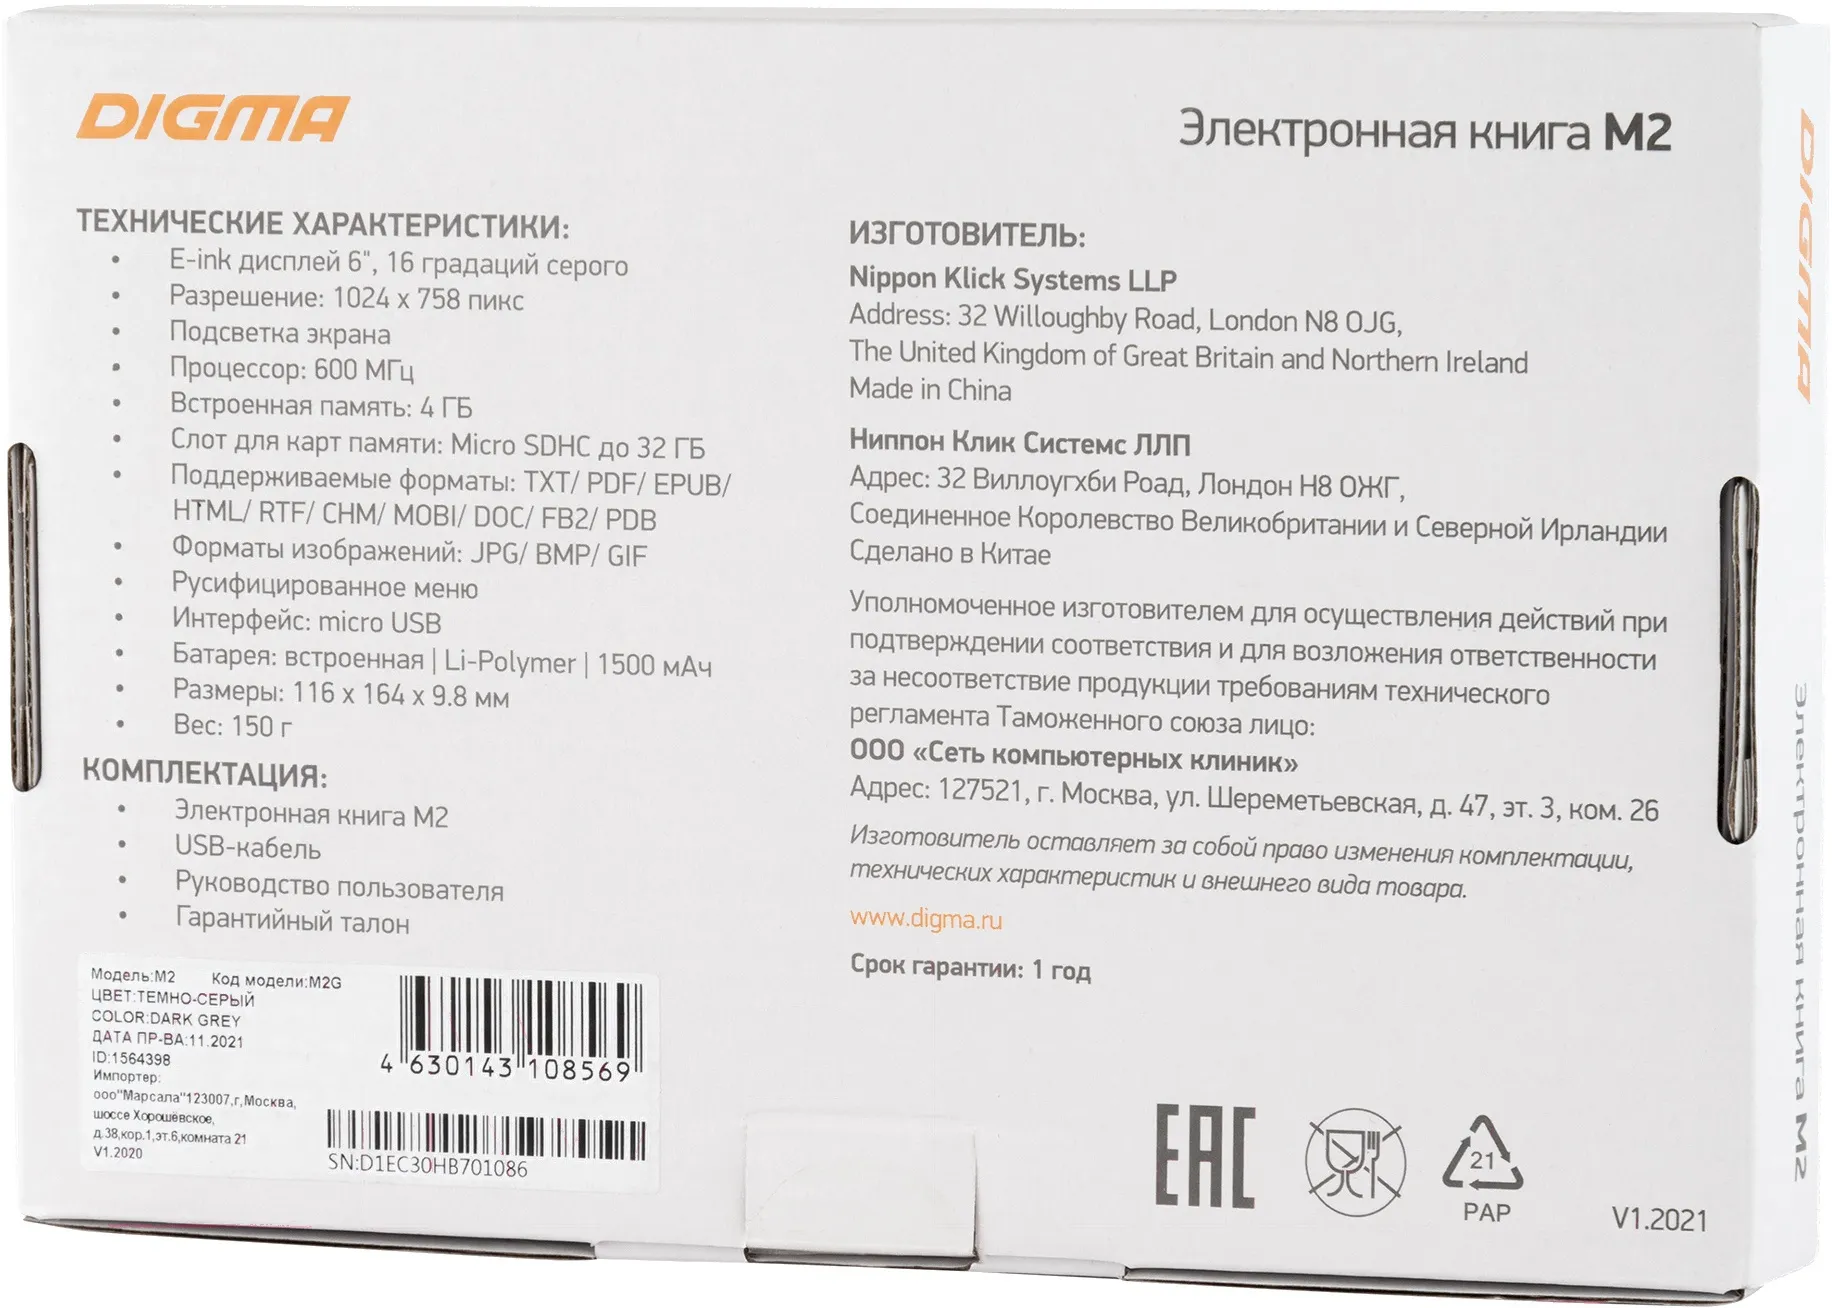 DIGMA
Электронная книга M2
ТЕХНИЧЕСКИЕ ХАРАКТЕРИСТИКИ:
• E-ink дисплей 6", 16 градаций серого
• Разрешение: 1024 x 758 пикс
• Подсветка экрана
• Процессор: 600 МГц
• Встроенная память: 4 ГБ
• Слот для карт памяти: Micro SDHC до 32 ГБ
• Поддерживаемые форматы: TXT/ PDF/ EPUB/
HTML/ RTF/ CHM/ MOBI/ DOC/ FB2/ PDB
• Форматы изображений: JPG/ BMP/ GIF
• Русифицированное меню
• Интерфейс: micro USB
• Батарея: встроенная | Li-Polymer | 1500 мАч
• Размеры: 116 x 164 x 9.8 мм
• Вес: 150 г
КОМПЛЕКТАЦИЯ:
• Электронная книга M2
• USB-кабель
• Руководство пользователя
• Гарантийный талон
Модель:M2 Код модели:M2G
ЦВЕТ:ТЕМНО-СЕРЫЙ
COLOR:DARK GREY
ДАТА ПР-ВА:11.2021
ID:1564398
Импортер:
ооо"Марсала"123007,г,Москва,
шоссе Хорошёвское,
д.38,кор.1,эт.6,комната 21
V1.2020
4 630143 108569
SN:D1EC30HB701086
ИЗГОТОВИТЕЛЬ:
Nippon Klick Systems LLP
Address: 32 Willoughby Road, London N8 OJG,
The United Kingdom of Great Britain and Northern Ireland
Made in China
Ниппон Клик Системс ЛЛП
Адрес: 32 Виллоугхби Роад, Лондон Н8 ОЖГ,
Соединенное Королевство Великобритании и Северной Ирландии
Сделано в Китае
Уполномоченное изготовителем для осуществления действий при
подтверждении соответствия и для возложения ответственности
за несоответствие продукции требованиям технического
регламента Таможенного союза лицо:
ООО «Сеть компьютерных клиник»
Адрес: 127521, г. Москва, ул. Шереметьевская, д. 47, эт. 3, ком. 26
Изготовитель оставляет за собой право изменения комплектации,
технических характеристик и внешнего вида товара.
www.digma.ru
Срок гарантии: 1 год
EAC
21
PAP
V1.2021
DIGMA
Электронная книга M2